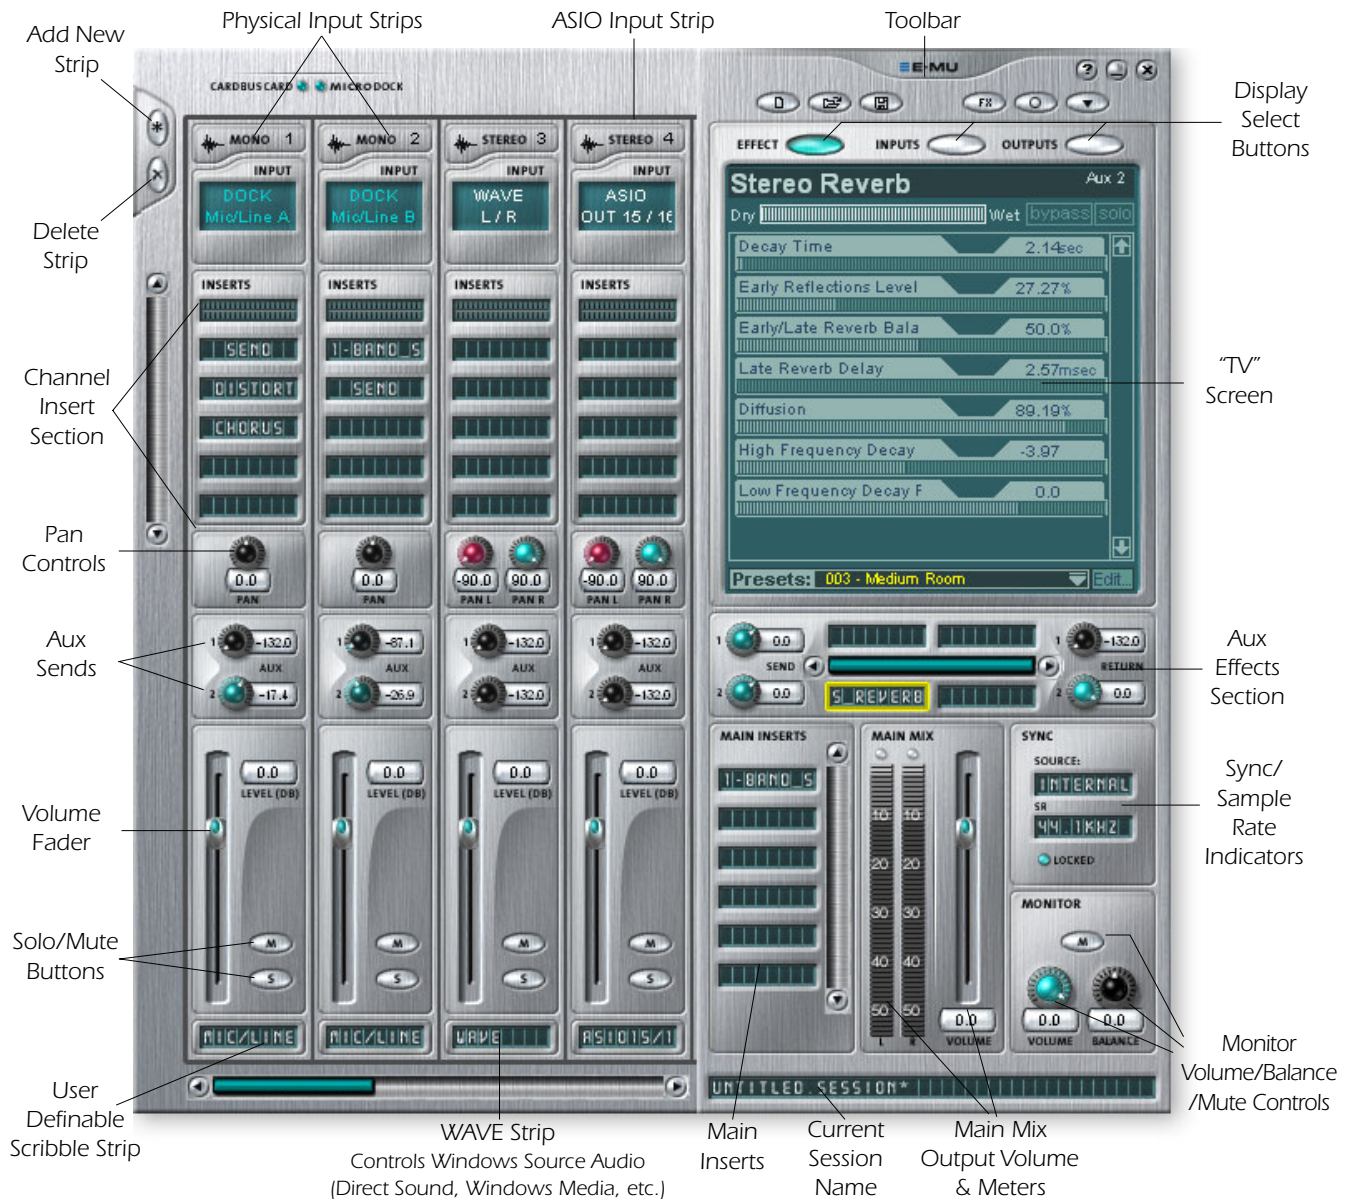 Physical Input Strips
ASIO Input Strip
Toolbar
Add New
Strip
Delete
Strip
Channel
Insert
Section
Pan
Controls
Aux
Sends
Volume
Fader
Solo/Mute
Buttons
User
Definable
Scribble Strip
CARDBUS CARD
MICRODOCK
MONO 1
INPUT
DOCK
Mic/Line A
INSERTS
SEND
DISTORT
CHORUS
0.0
PAN
1
-132.0
AUX
2
-17.4
0.0
LEVEL (DB)
M
S
MIC/LINE
MONO 2
INPUT
DOCK
Mic/Line B
INSERTS
1-BAND_S
SEND
0.0
PAN
1
-87.1
AUX
2
-26.9
0.0
LEVEL (DB)
M
S
MIC/LINE
STEREO 3
INPUT
WAVE
L / R
INSERTS
-90.0
90.0
PAN L
PAN R
1
-132.0
AUX
2
-132.0
0.0
LEVEL (DB)
M
S
WAVE
STEREO 4
INPUT
ASIO
OUT 15 / 16
INSERTS
-90.0
90.0
PAN L
PAN R
1
-132.0
AUX
2
-132.0
0.0
LEVEL (DB)
M
S
ASIO15/1
E-MU
?
FX
EFFECT
INPUTS
OUTPUTS
Stereo Reverb
Aux 2
Dry
Wet
bypass
solo
Decay Time
2.14sec
Early Reflections Level
27.27%
Early/Late Reverb Bala
50.0%
Late Reverb Delay
2.57msec
Diffusion
89.19%
High Frequency Decay
-3.97
Low Frequency Decay F
0.0
Presets: 003 - Medium Room
Edit...
1
0.0
SEND
2
0.0
S_REVERB
1
-132.0
RETURN
2
0.0
MAIN INSERTS
1-BAND_S
MAIN MIX
10 10
20 20
30 30
40 40
50 50
L R
0.0
VOLUME
SYNC
SOURCE:
INTERNAL
SR
44.1KHZ
LOCKED
MONITOR
M
0.0
VOLUME
0.0
BALANCE
UNTITLED SESSION*
Display
Select
Buttons
"TV"
Screen
Aux
Effects
Section
Sync/
Sample
Rate
Indicators
Monitor
Volume/Balance
/Mute Controls
WAVE Strip
Controls Windows Source Audio
(Direct Sound, Windows Media, etc.)
Main
Inserts
Current
Session
Name
Main Mix
Output Volume
& Meters